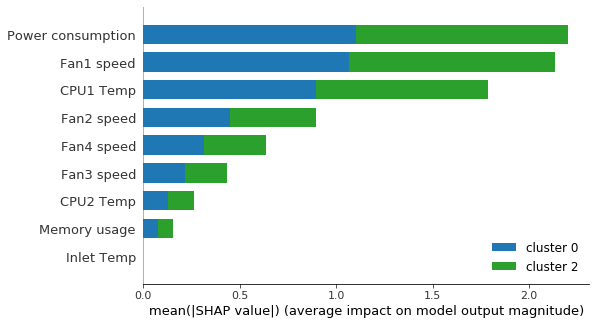 Power consumption
Fan1 speed
CPU1 Temp
Fan2 speed
Fan4 speed
Fan3 speed
CPU2 Temp
Memory usage
Inlet Temp
cluster 0
cluster 2
0.0 0.5 1.0 1.5 2.0
mean(|SHAP value|) (average impact on model output magnitude)